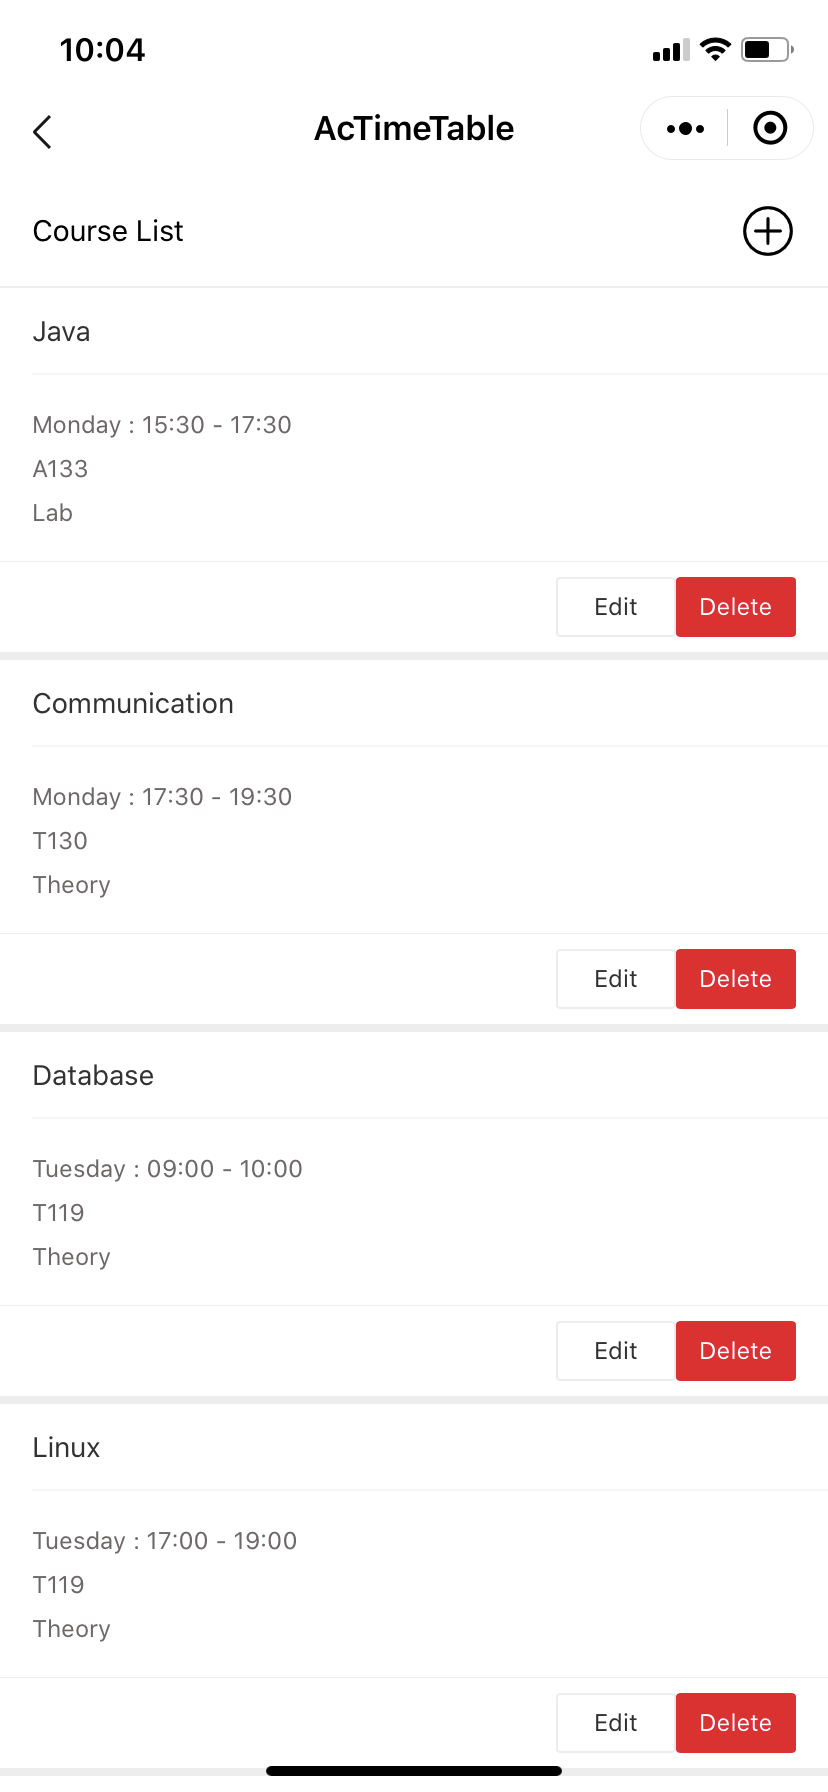 10:04
AcTimeTable
Course List
Java
Monday : 15:30 - 17:30
A133
Lab
Edit Delete
Communication
Monday : 17:30 - 19:30
T130
Theory
Edit Delete
Database
Tuesday : 09:00 - 10:00
T119
Theory
Edit Delete
Linux
Tuesday : 17:00 - 19:00
T119
Theory
Edit Delete